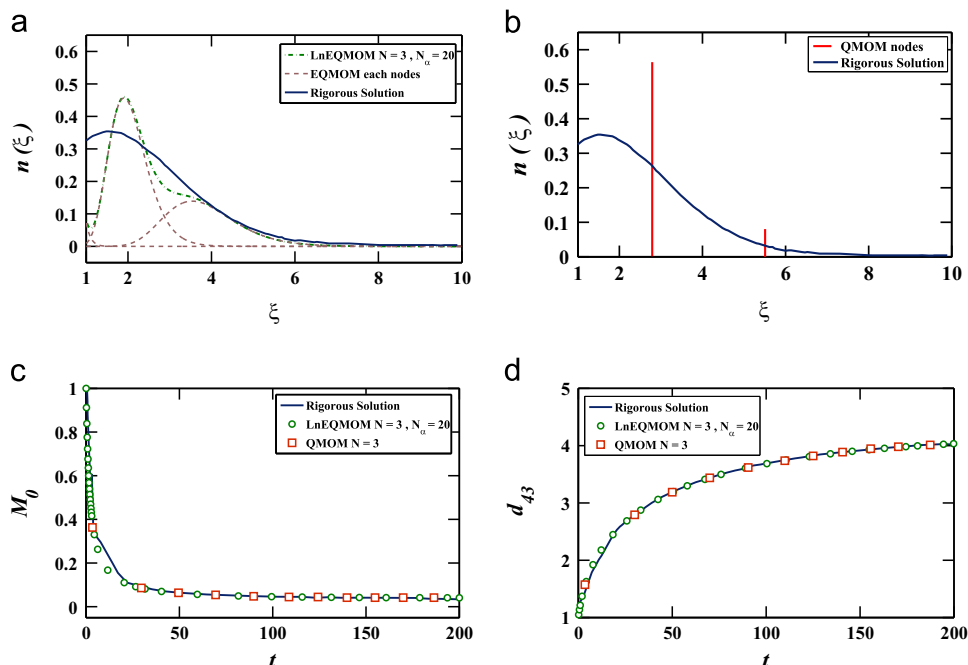 a
LnEQMOM N = 3 , Nα = 20
EQMOM each nodes
Rigorous Solution
n (ξ)
0.6
0.5
0.4
0.3
0.2
0.1
0
1
2
4
6
8
10
ξ
b
QMOM nodes
Rigorous Solution
n (ξ)
0.6
0.5
0.4
0.3
0.2
0.1
0
1
2
4
6
8
10
ξ
c
Rigorous Solution
LnEQMOM N = 3 , Nα = 20
QMOM N = 3
M0
1
0.8
0.6
0.4
0.2
0
0
50
100
150
200
t
d
Rigorous Solution
LnEQMOM N = 3 , Nα = 20
QMOM N = 3
d43
5
4
3
2
1
0
50
100
150
200
t